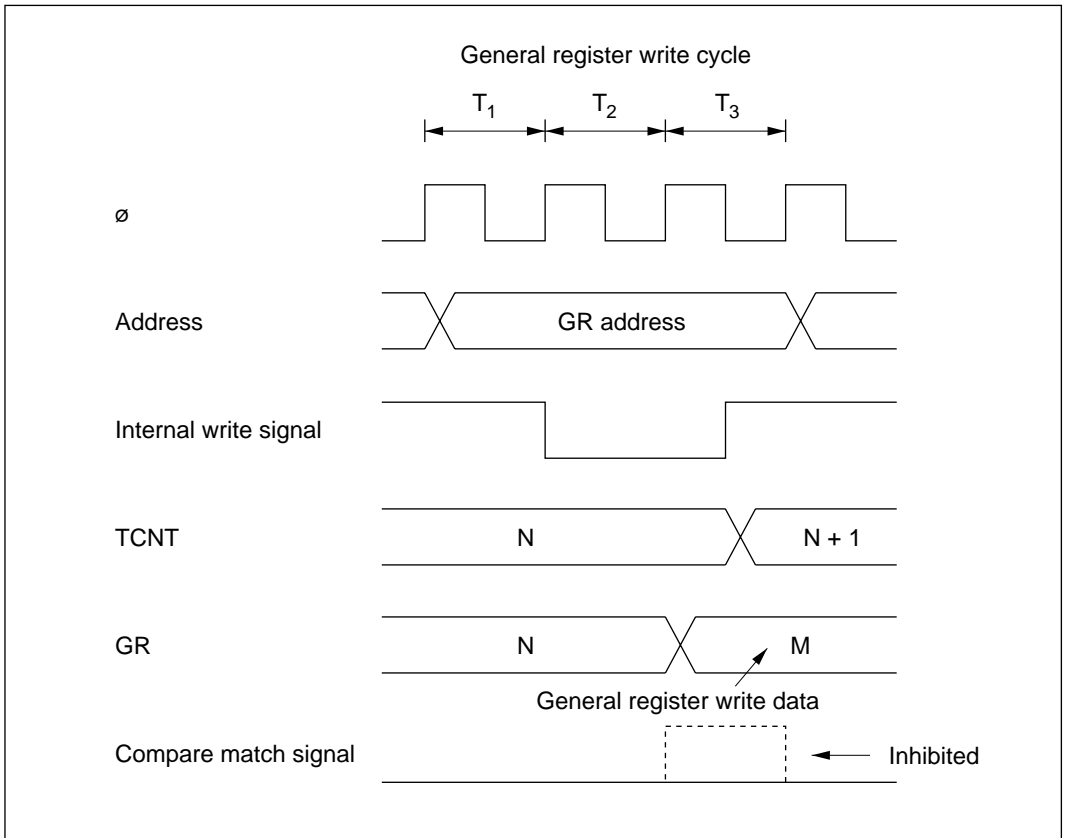 General register write cycle
T1 T2 T3
ø
Address GR address
Internal write signal
TCNT N N + 1
GR N M
General register write data
Compare match signal Inhibited